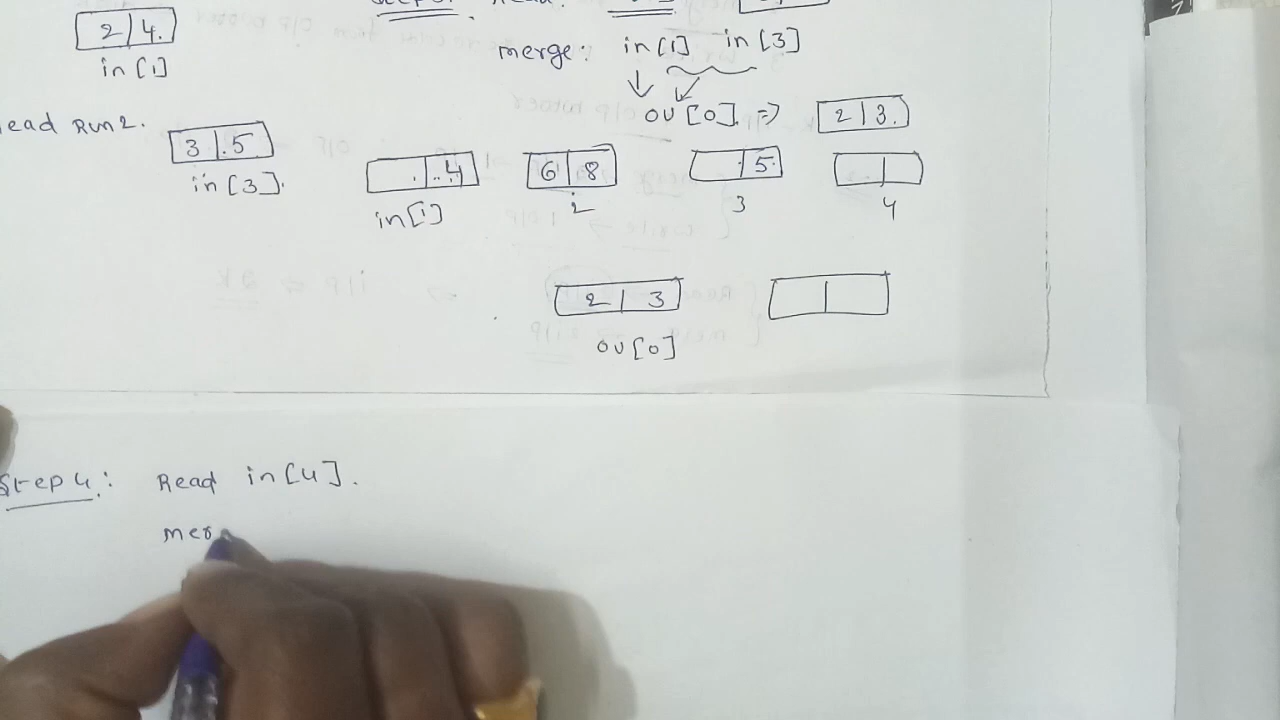 Read:
2 | 4.
in [1]
merge: in [1] in [3]
ou [0]. => 2 | 3.
ead Run 2.
3 | .5
in [3].
. | ..4
in [1]
6 | 8
2
. | 5.
3
|
4
2 | 3
ou [0]
Step 4: Read in [4].
mer